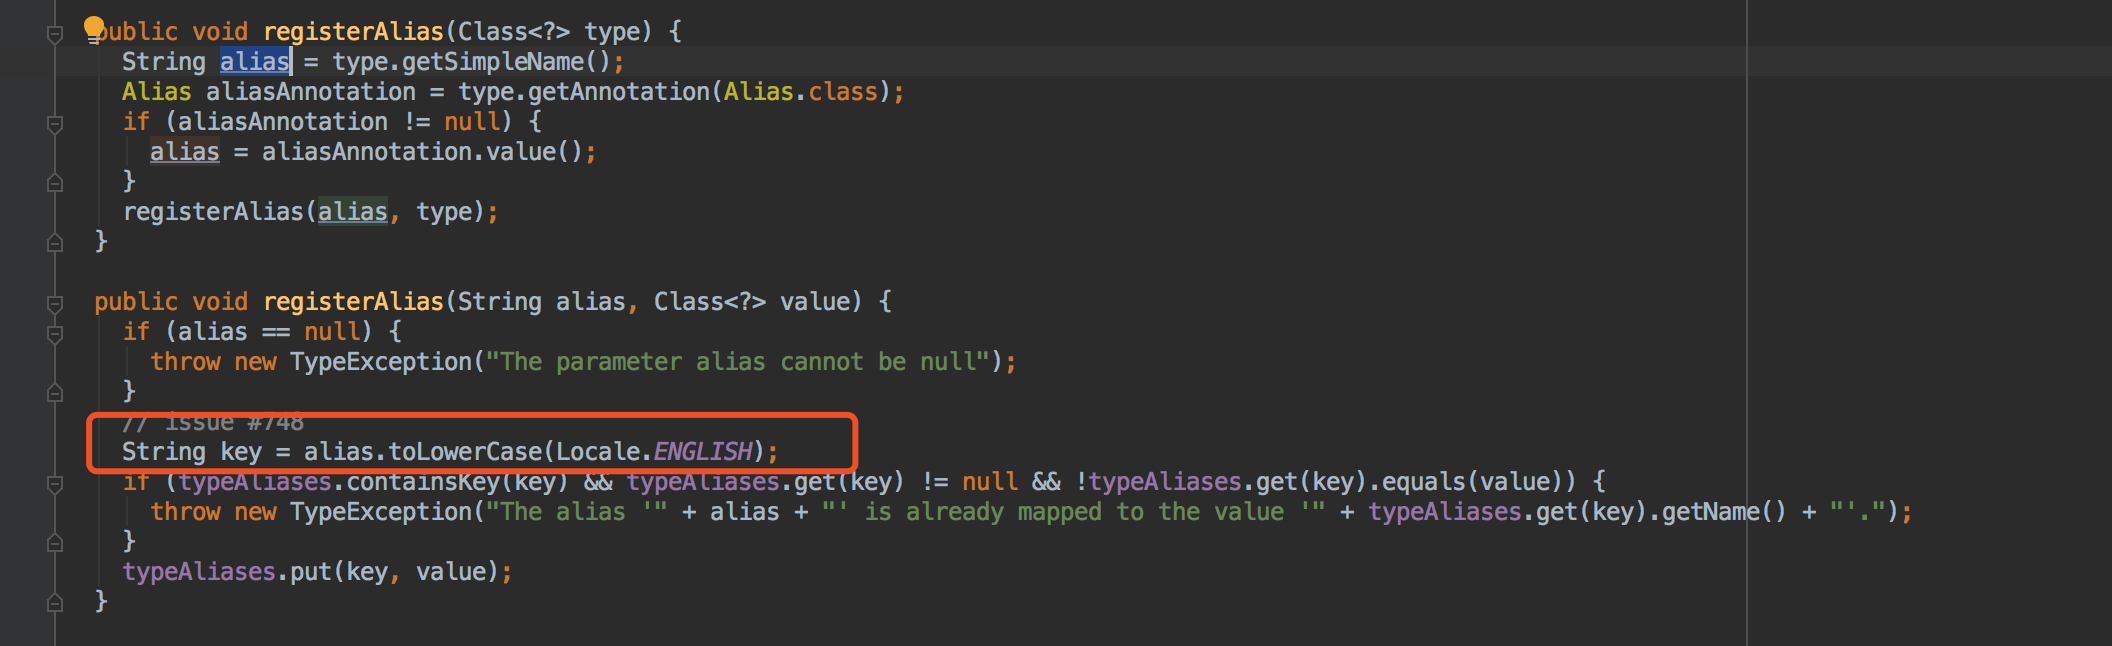 public void registerAlias(Class<?> type) {
String alias = type.getSimpleName();
Alias aliasAnnotation = type.getAnnotation(Alias.class);
if (aliasAnnotation != null) {
alias = aliasAnnotation.value();
}
registerAlias(alias, type);
}
public void registerAlias(String alias, Class<?> value) {
if (alias == null) {
throw new TypeException("The parameter alias cannot be null");
}
// issue #748
String key = alias.toLowerCase(Locale.ENGLISH);
if (typeAliases.containsKey(key) && typeAliases.get(key) != null && !typeAliases.get(key).equals(value)) {
throw new TypeException("The alias '" + alias + "' is already mapped to the value '" + typeAliases.get(key).getName() + "'.");
}
typeAliases.put(key, value);
}